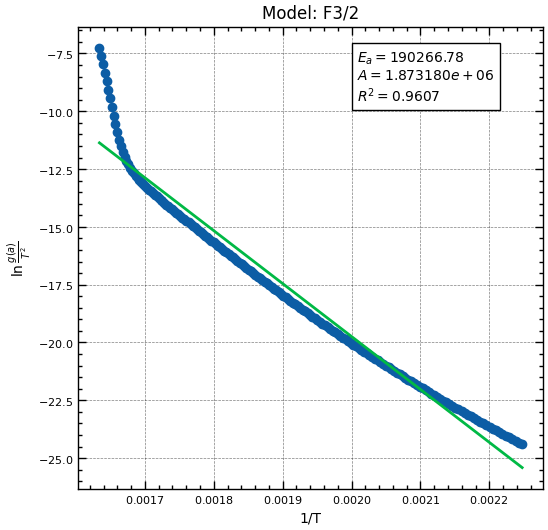 Model: F3/2
E_a = 190266.78
A = 1.873180e + 06
R^2 = 0.9607
−7.5
−10.0
−12.5
−15.0
−17.5
−20.0
−22.5
−25.0
ln g(a)/T^2
0.0017 0.0018 0.0019 0.0020 0.0021 0.0022
1/T